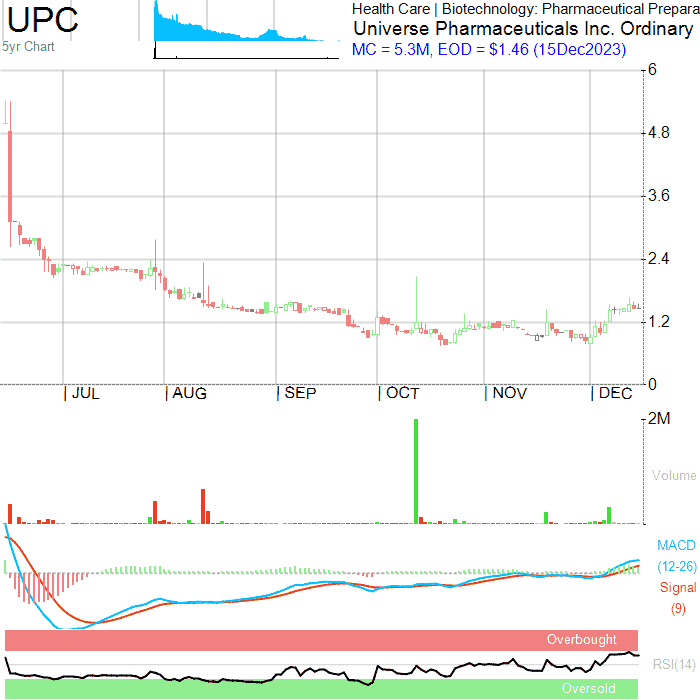 UPC
5yr Chart
Health Care | Biotechnology: Pharmaceutical Prepara
Universe Pharmaceuticals Inc. Ordinary
MC = 5.3M, EOD = $1.46 (15Dec2023)
6
4.8
3.6
2.4
1.2
0
JUL
AUG
SEP
OCT
NOV
DEC
2M
Volume
MACD
(12-26)
Signal
(9)
Overbought
RSI(14)
Oversold